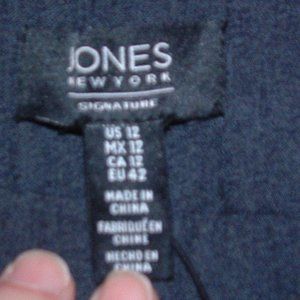 JONES
NEW YORK
SIGNATURE
US 12
MX 12
CA 12
EU 42
MADE IN
CHINA
FABRIQUÉ EN
CHINE
HECHO EN
CHINA